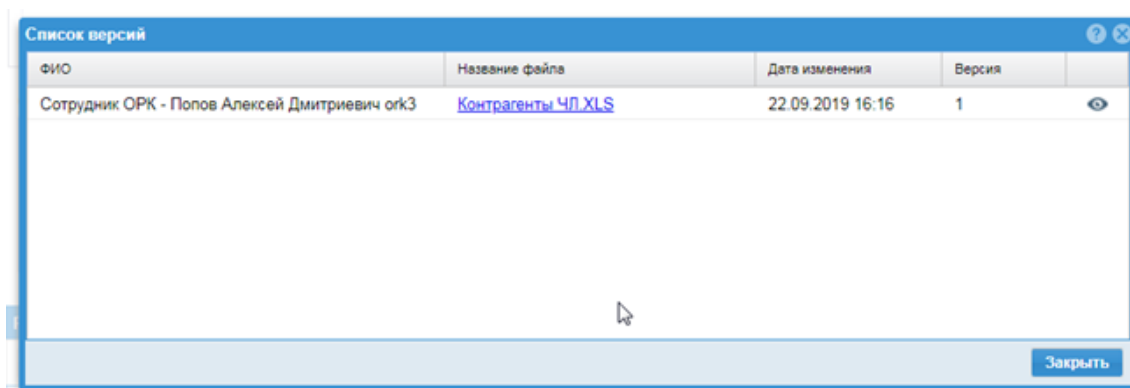 Список версий
ФИО Название файла Дата изменения Версия
Сотрудник ОРК - Попов Алексей Дмитриевич ork3 Контрагенты ЧЛ.XLS 22.09.2019 16:16 1
Закрыть